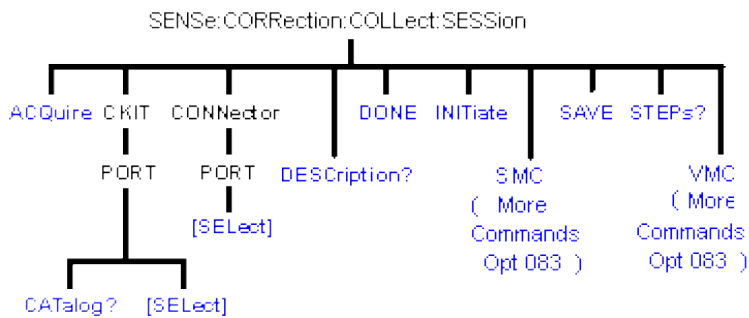 SENSe:CORRection:COLLect:SESSion
ACQuire CKIT CONNector DONE INITiate SAVE STEPs?
PORT PORT DESCription? SMC VMC
( More ( More
[SELect]
Commands Commands
Opt 083 ) Opt 083 )
CATalog? [SELect]